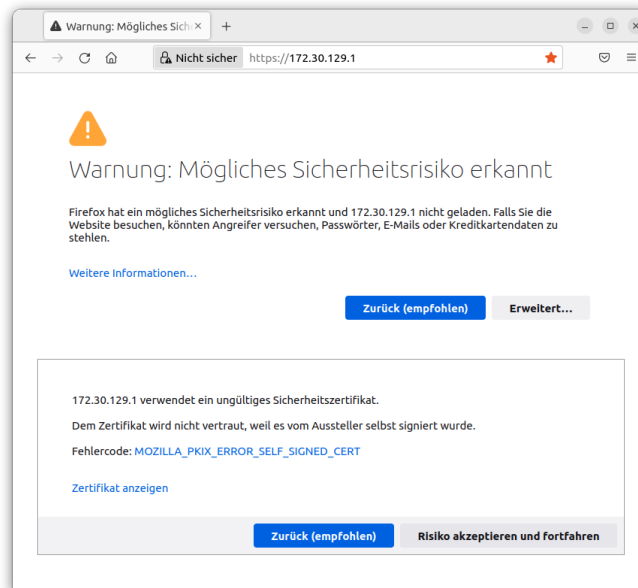 Warnung: Mögliches Sich
Nicht sicher https://172.30.129.1
Warnung: Mögliches Sicherheitsrisiko erkannt
Firefox hat ein mögliches Sicherheitsrisiko erkannt und 172.30.129.1 nicht geladen. Falls Sie die
Website besuchen, könnten Angreifer versuchen, Passwörter, E-Mails oder Kreditkartendaten zu
stehlen.
Weitere Informationen…
Zurück (empfohlen) Erweitert…
172.30.129.1 verwendet ein ungültiges Sicherheitszertifikat.
Dem Zertifikat wird nicht vertraut, weil es vom Aussteller selbst signiert wurde.
Fehlercode: MOZILLA_PKIX_ERROR_SELF_SIGNED_CERT
Zertifikat anzeigen
Zurück (empfohlen) Risiko akzeptieren und fortfahren